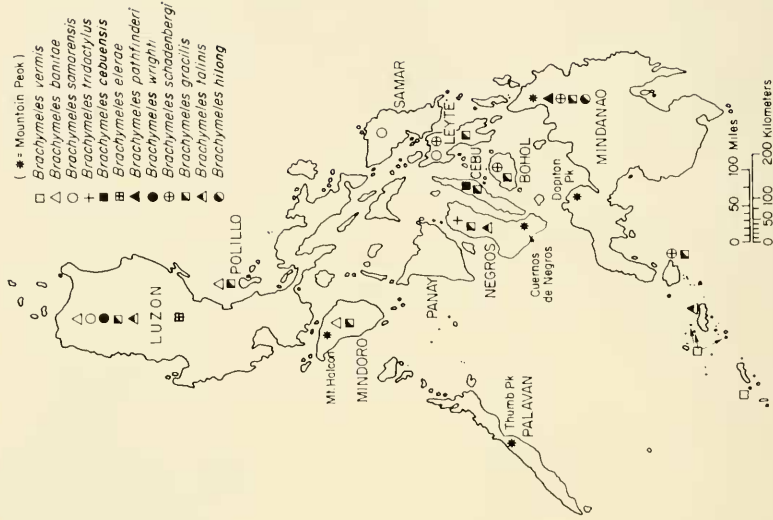 ( ✷ = Mountain Peak )
□ Brachymeles vermis
△ Brachymeles bonitae
○ Brachymeles samarensis
+ Brachymeles tridactylus
■ Brachymeles cebuensis
⊞ Brachymeles elerae
▲ Brachymeles pathfinderi
● Brachymeles wrighti
⊕ Brachymeles schadenbergi
◪ Brachymeles gracilis
◮ Brachymeles talinis
◒ Brachymeles hilong
LUZON
POLILLO
Mt. Halcon
MINDORO
SAMAR
LEYTE
PANAY
NEGROS
CEBU
BOHOL
Cuernos
de Negros
Dapiton
Pk
MINDANAO
Thumb Pk
PALAVAN
0 50 100 Miles
0 50 100 200 Kilometers